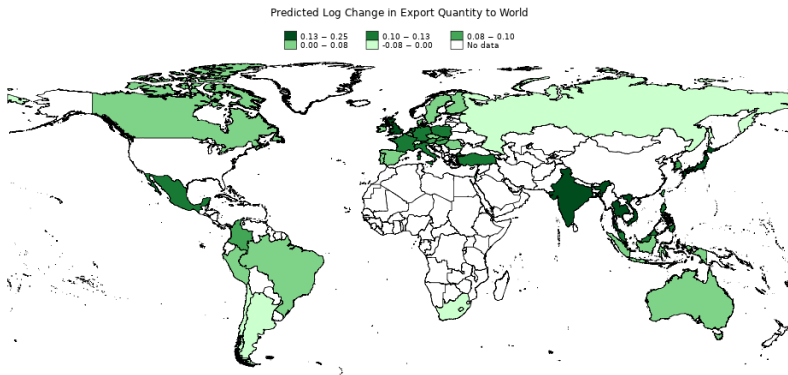 Predicted Log Change in Export Quantity to World
0.13 − 0.25 0.10 − 0.13 0.08 − 0.10
0.00 − 0.08 -0.08 − 0.00 No data